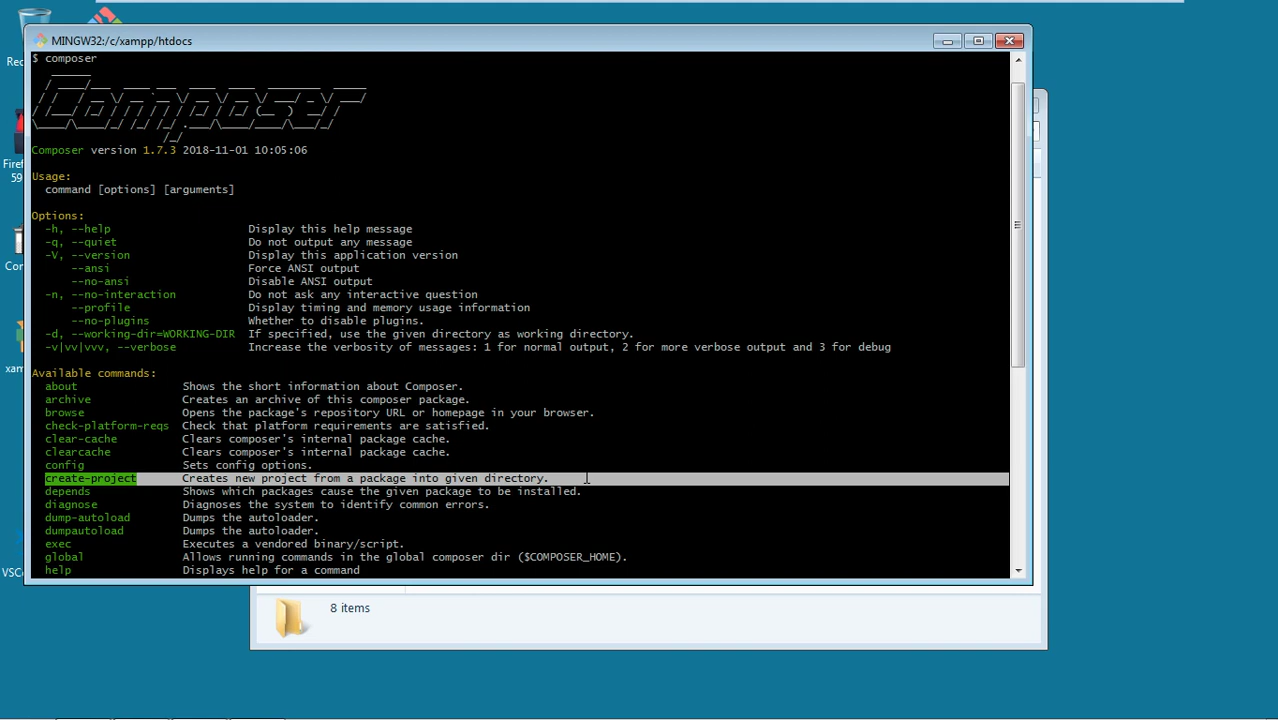 Rec
MINGW32:/c/xampp/htdocs
$ composer
Composer
Composer version 1.7.3 2018-11-01 10:05:06
Usage:
command [options] [arguments]
Options:
-h, --help Display this help message
-q, --quiet Do not output any message
-V, --version Display this application version
--ansi Force ANSI output
--no-ansi Disable ANSI output
-n, --no-interaction Do not ask any interactive question
--profile Display timing and memory usage information
--no-plugins Whether to disable plugins.
-d, --working-dir=WORKING-DIR If specified, use the given directory as working directory.
-v|vv|vvv, --verbose Increase the verbosity of messages: 1 for normal output, 2 for more verbose output and 3 for debug
Available commands:
about Shows the short information about Composer.
archive Creates an archive of this composer package.
browse Opens the package's repository URL or homepage in your browser.
check-platform-reqs Check that platform requirements are satisfied.
clear-cache Clears composer's internal package cache.
clearcache Clears composer's internal package cache.
config Sets config options.
create-project Creates new project from a package into given directory.
depends Shows which packages cause the given package to be installed.
diagnose Diagnoses the system to identify common errors.
dump-autoload Dumps the autoloader.
dumpautoload Dumps the autoloader.
exec Executes a vendored binary/script.
global Allows running commands in the global composer dir ($COMPOSER_HOME).
help Displays help for a command
Firef
59
Con
xam
VSC
8 items